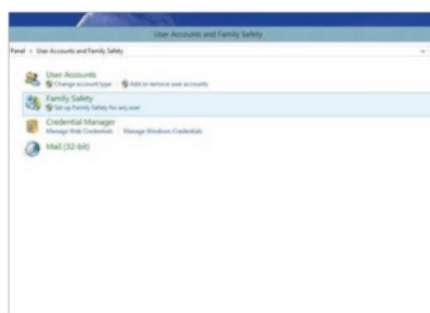 User Accounts and Family Safety
Panel › User Accounts and Family Safety
User Accounts
Change account type | Add or remove user accounts
Family Safety
Set up Family Safety for any user
Credential Manager
Manage Web Credentials | Manage Windows Credentials
Mail (32-bit)